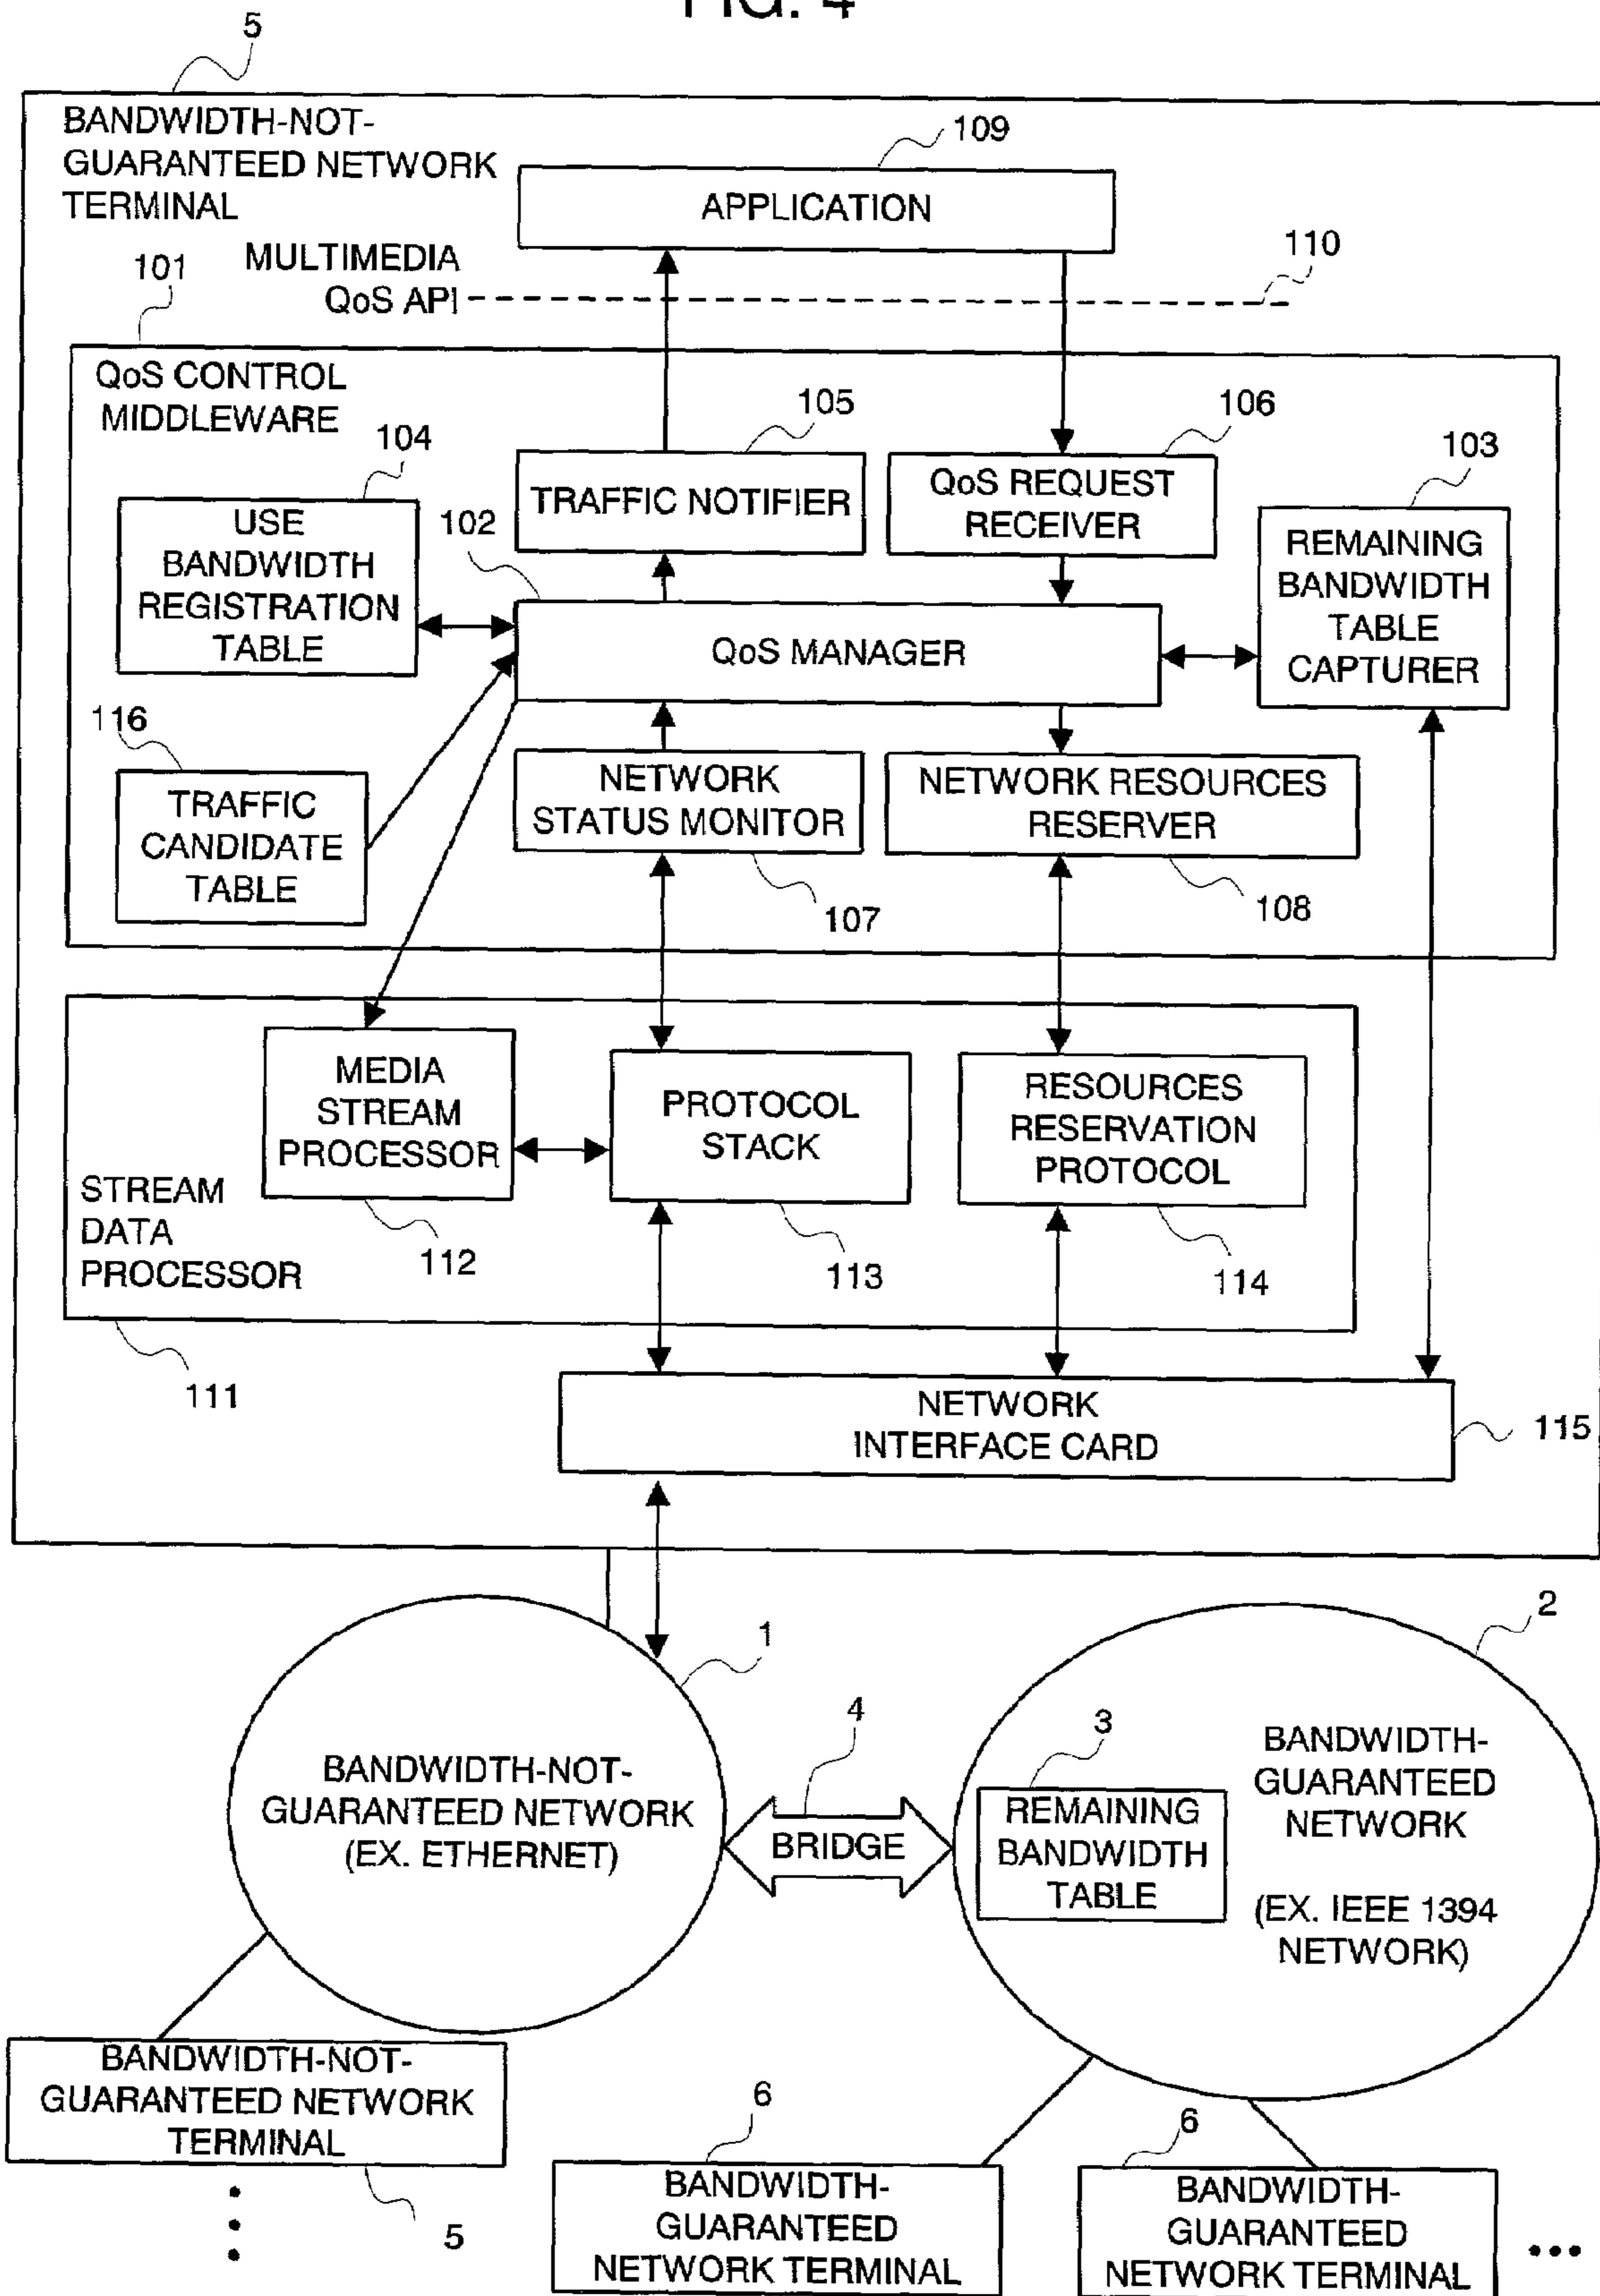 FIG. 4
5
BANDWIDTH-NOT-
GUARANTEED NETWORK
TERMINAL
109
APPLICATION
110
101
MULTIMEDIA
QoS API
QoS CONTROL
MIDDLEWARE
105
106
104
103
TRAFFIC NOTIFIER
QoS REQUEST
RECEIVER
102
USE
BANDWIDTH
REGISTRATION
TABLE
REMAINING
BANDWIDTH
TABLE
CAPTURER
QoS MANAGER
116
TRAFFIC
CANDIDATE
TABLE
NETWORK
STATUS MONITOR
NETWORK RESOURCES
RESERVER
107
108
MEDIA
STREAM
PROCESSOR
PROTOCOL
STACK
RESOURCES
RESERVATION
PROTOCOL
STREAM
DATA
PROCESSOR
112
113
114
111
NETWORK
INTERFACE CARD
115
1
2
4
3
BANDWIDTH-NOT-
GUARANTEED NETWORK
(EX. ETHERNET)
BRIDGE
REMAINING
BANDWIDTH
TABLE
BANDWIDTH-
GUARANTEED
NETWORK
(EX. IEEE 1394
NETWORK)
BANDWIDTH-NOT-
GUARANTEED NETWORK
TERMINAL
5
6
6
BANDWIDTH-
GUARANTEED
NETWORK TERMINAL
BANDWIDTH-
GUARANTEED
NETWORK TERMINAL